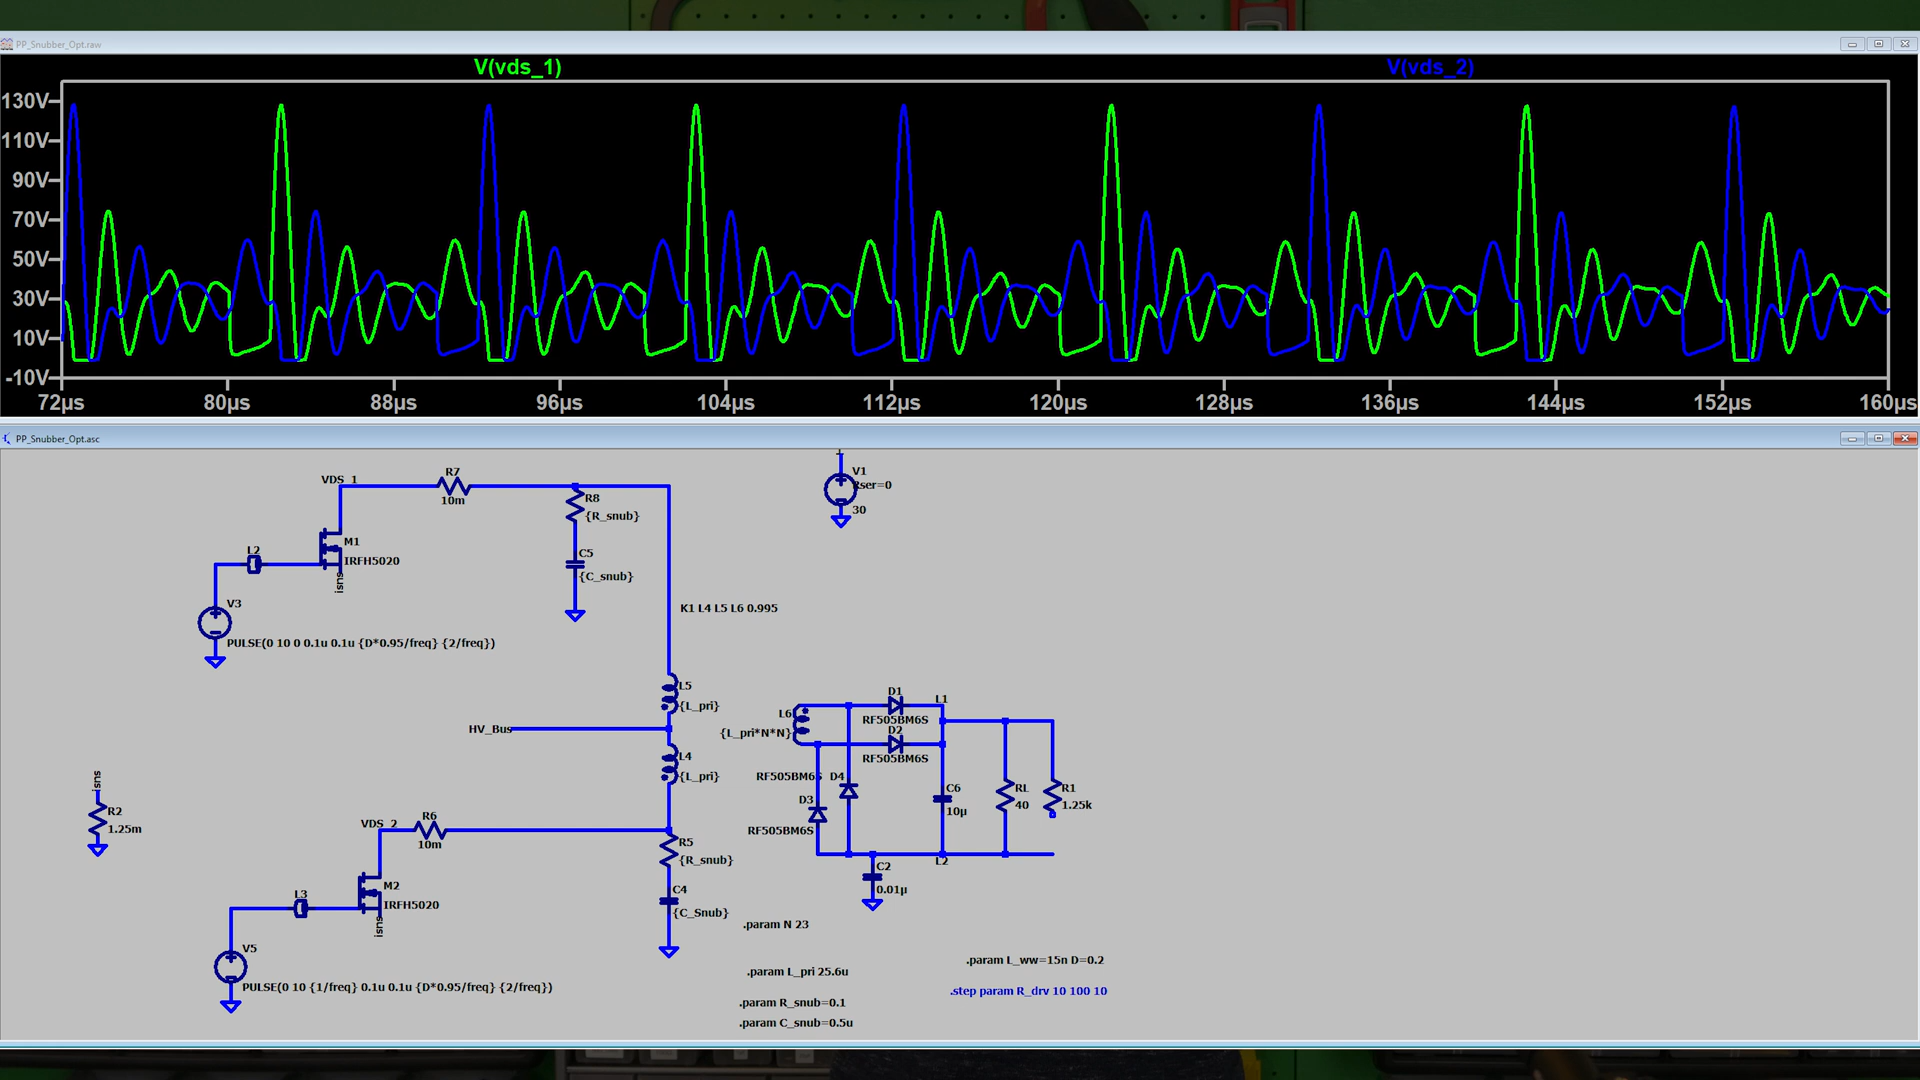 PP_Snubber_Opt.raw
V(vds_1) V(vds_2)
130V
110V
90V
70V
50V
30V
10V
-10V
72µs 80µs 88µs 96µs 104µs 112µs 120µs 128µs 136µs 144µs 152µs 160µs
PP_Snubber_Opt.asc
V1
Rser=0
30
VDS_1
R7
10m
R8
{R_snub}
C5
{C_snub}
L2
M1
IRFH5020
isns
V3
PULSE(0 10 0 0.1u 0.1u {D*0.95/freq} {2/freq})
K1 L4 L5 L6 0.995
L5
{L_pri}
HV_Bus
L4
{L_pri}
L6
{L_pri*N*N}
D1
RF505BM6S
D2
RF505BM6S
L1
RF505BM6S D4
D3
RF505BM6S
C6
10µ
RL
40
R1
1.25k
L2
C2
0.01µ
isns
R2
1.25m
VDS_2
R6
10m
R5
{R_snub}
C4
{C_Snub}
L3
M2
IRFH5020
isns
V5
PULSE(0 10 {1/freq} 0.1u 0.1u {D*0.95/freq} {2/freq})
.param N 23
.param L_pri 25.6u
.param R_snub=0.1
.param C_snub=0.5u
.param L_ww=15n D=0.2
.step param R_drv 10 100 10